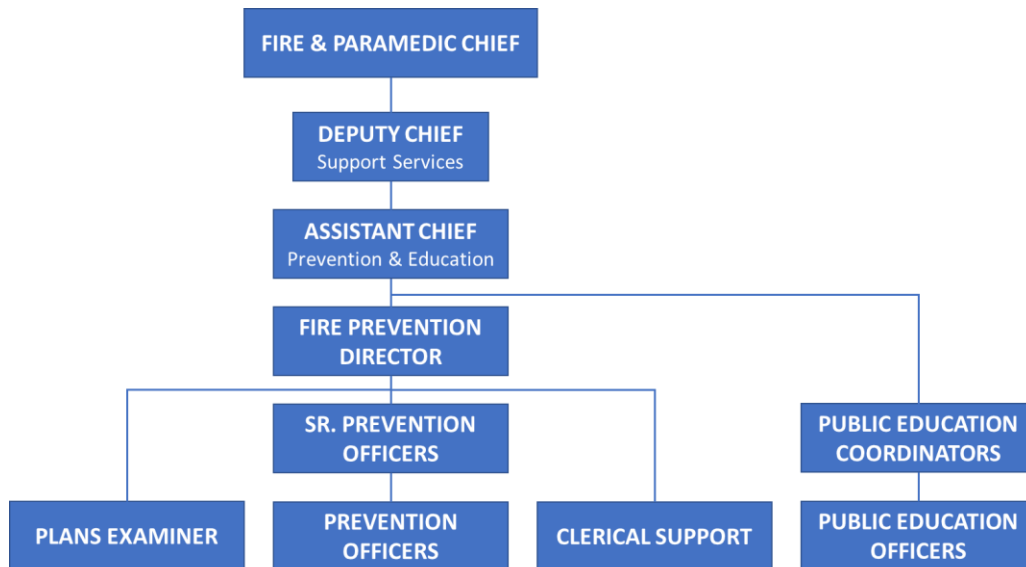 FIRE & PARAMEDIC CHIEF
DEPUTY CHIEF
Support Services
ASSISTANT CHIEF
Prevention & Education
FIRE PREVENTION
DIRECTOR
SR. PREVENTION
OFFICERS
PUBLIC EDUCATION
COORDINATORS
PLANS EXAMINER
PREVENTION
OFFICERS
CLERICAL SUPPORT
PUBLIC EDUCATION
OFFICERS